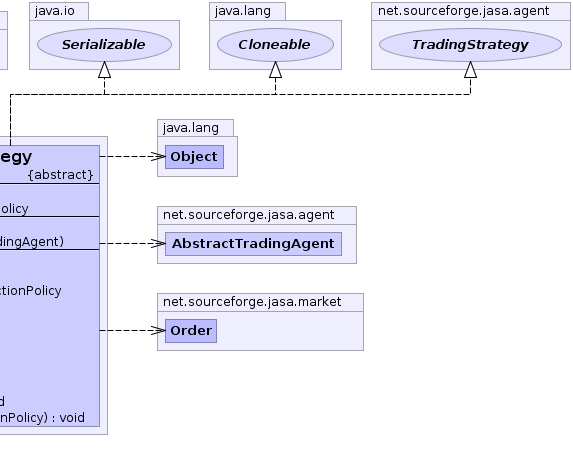 java.io
java.lang
net.sourceforge.jasa.agent
Serializable
Cloneable
TradingStrategy
java.lang
Object
egy
{abstract}
olicy
net.sourceforge.jasa.agent
AbstractTradingAgent
dingAgent)
ctionPolicy
net.sourceforge.jasa.market
Order
d
nPolicy) : void